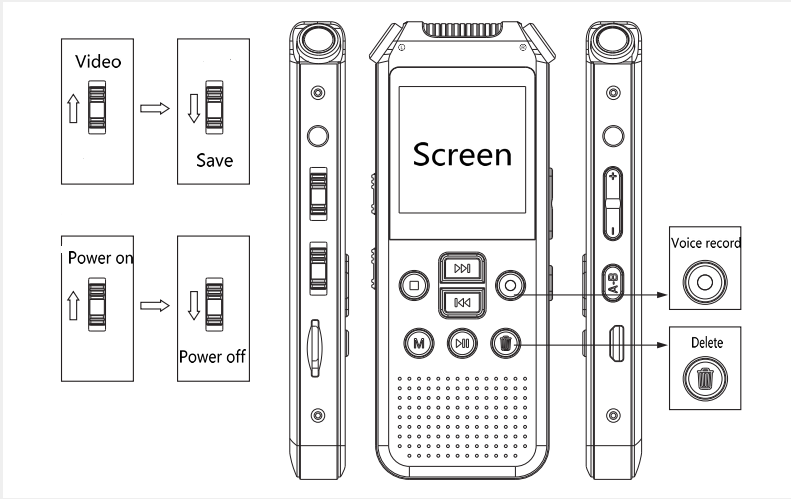 Video
Save
Power on
Power off
Screen
M
+
–
A-B
Voice record
Delete